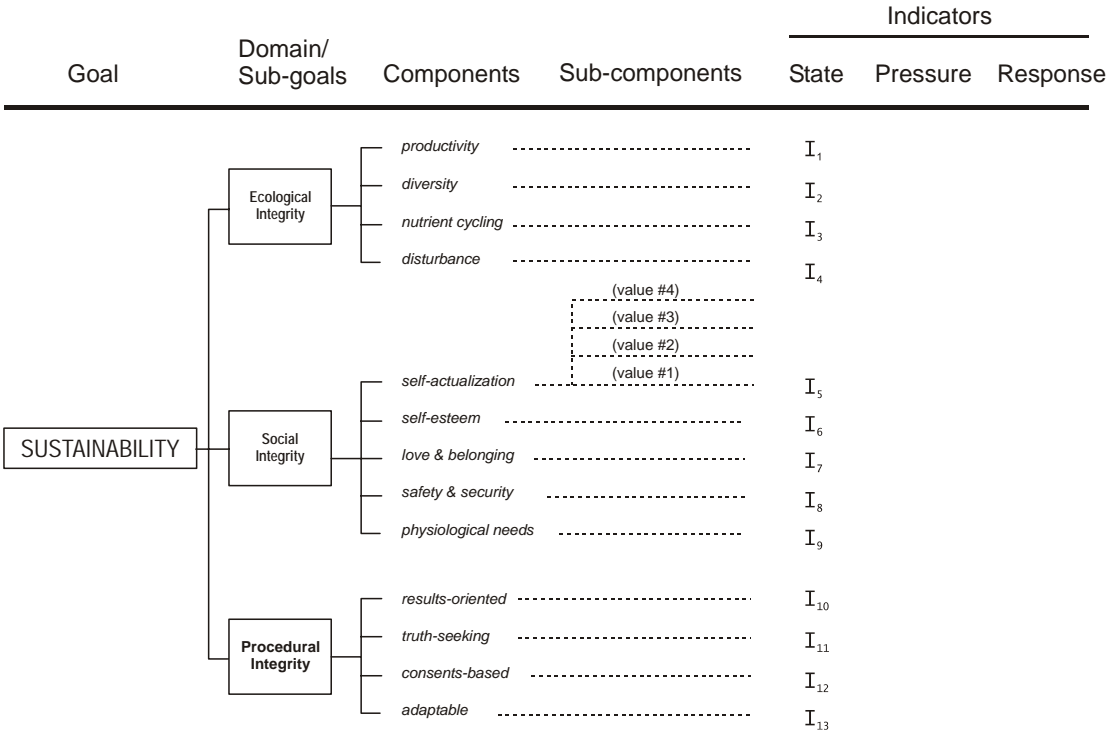 Indicators
Goal Domain/ Sub-goals Components Sub-components State Pressure Response
productivity I1
diversity I2
Ecological
Integrity
nutrient cycling I3
disturbance I4
(value #4)
(value #3)
(value #2)
(value #1)
self-actualization I5
self-esteem I6
SUSTAINABILITY
Social
Integrity
love & belonging I7
safety & security I8
physiological needs I9
results-oriented I10
truth-seeking I11
Procedural
Integrity
consents-based I12
adaptable I13